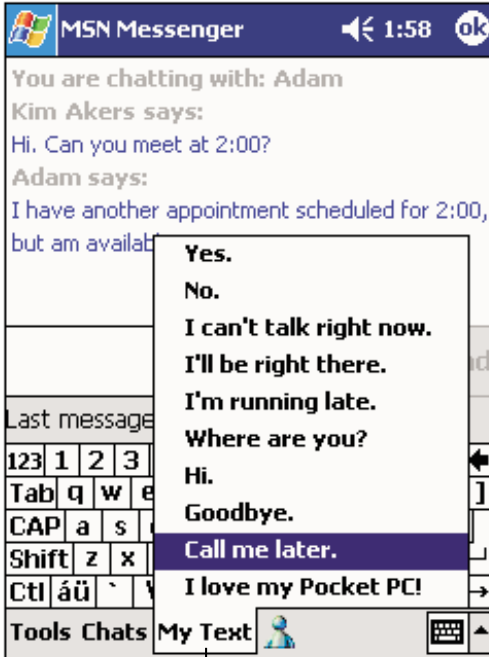 MSN Messenger 1:58 ok
You are chatting with: Adam
Kim Akers says:
Hi. Can you meet at 2:00?
Adam says:
I have another appointment scheduled for 2:00,
but am
Yes.
No.
I can't talk right now.
I'll be right there.
I'm running late.
Where are you?
Hi.
Goodbye.
Call me later.
I love my Pocket PC!
Last message
123 1 2 3
Tab q w e ]
CAP a s
Shift z x
Ctl áü `
Tools Chats My Text